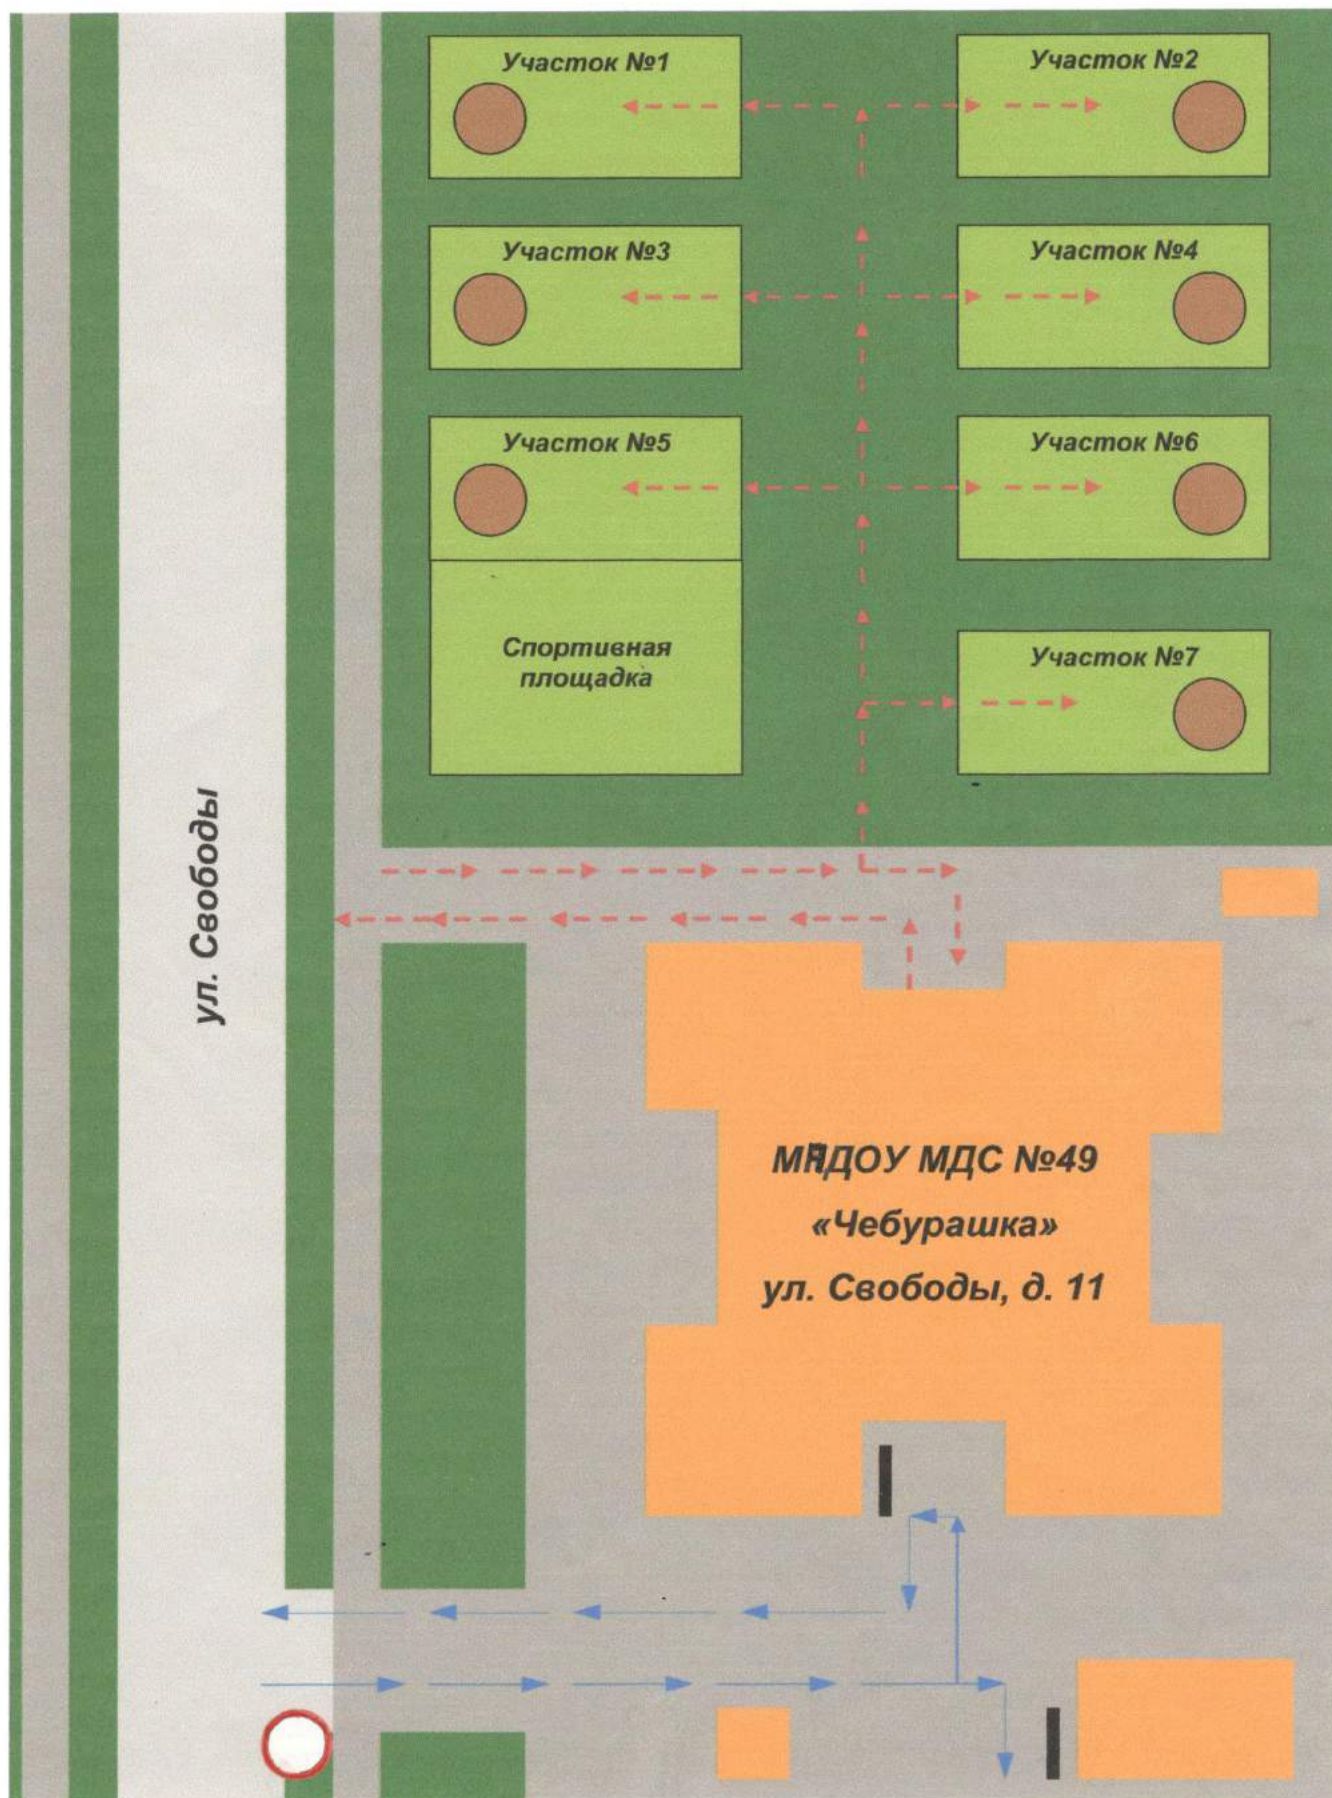 Участок №1
Участок №2
Участок №3
Участок №4
Участок №5
Участок №6
Спортивная
площадка
Участок №7
ул. Свободы
МДС №49
«Чебурашка»
ул. Свободы, д. 11